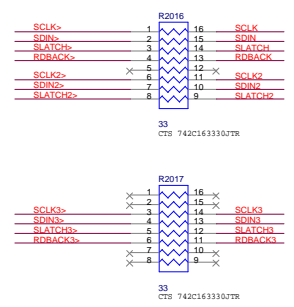 R2016
SCLK> 1 16 SCLK
SDIN> 2 15 SDIN
SLATCH> 3 14 SLATCH
RDBACK> 4 13 RDBACK
5 12
SCLK2> 6 11 SCLK2
SDIN2> 7 10 SDIN2
SLATCH2> 8 9 SLATCH2
33
CTS 742C163330JTR
R2017
1 16
2 15
SCLK3> 3 14 SCLK3
SDIN3> 4 13 SDIN3
SLATCH3> 5 12 SLATCH3
RDBACK3> 6 11 RDBACK3
7 10
8 9
33
CTS 742C163330JTR